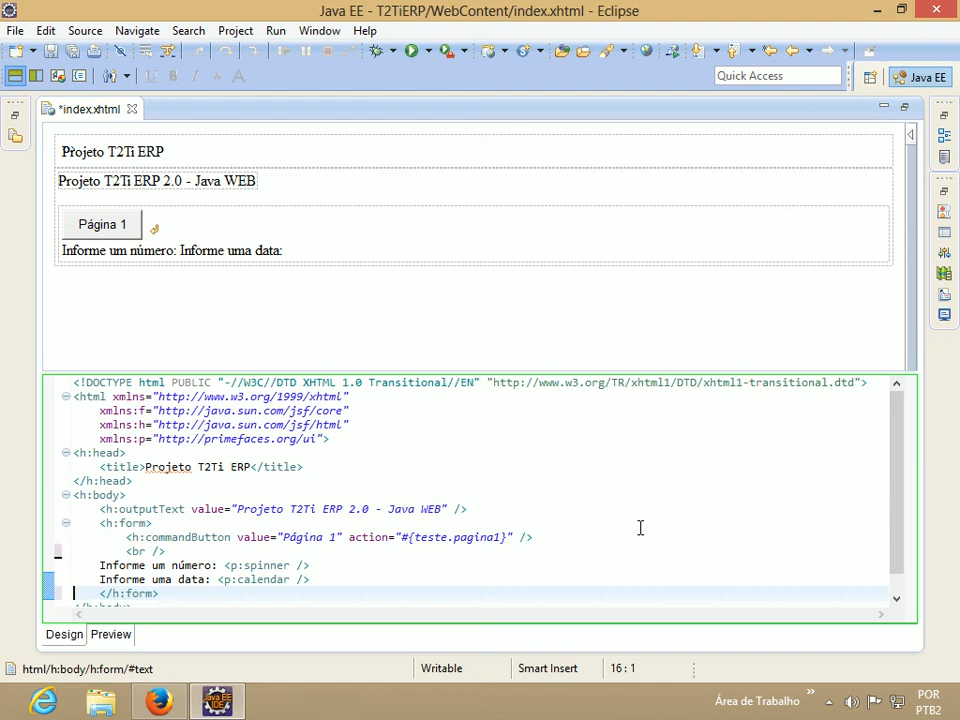 Java EE - T2TiERP/WebContent/index.xhtml - Eclipse
File Edit Source Navigate Search Project Run Window Help
Quick Access
Java EE
*index.xhtml
Projeto T2Ti ERP
Projeto T2Ti ERP 2.0 - Java WEB
Página 1
Informe um número: Informe uma data:
<!DOCTYPE html PUBLIC "-//W3C//DTD XHTML 1.0 Transitional//EN" "http://www.w3.org/TR/xhtml1/DTD/xhtml1-transitional.dtd">
<html xmlns="http://www.w3.org/1999/xhtml"
xmlns:f="http://java.sun.com/jsf/core"
xmlns:h="http://java.sun.com/jsf/html"
xmlns:p="http://primefaces.org/ui">
<h:head>
<title>Projeto T2Ti ERP</title>
</h:head>
<h:body>
<h:outputText value="Projeto T2Ti ERP 2.0 - Java WEB" />
<h:form>
<h:commandButton value="Página 1" action="#{teste.pagina1}" />
<br />
Informe um número: <p:spinner />
Informe uma data: <p:calendar />
</h:form>
</h:body>
Design Preview
html/h:body/h:form/#text
Writable
Smart Insert
16 : 1
Java EE IDE
Área de Trabalho
POR
PTB2